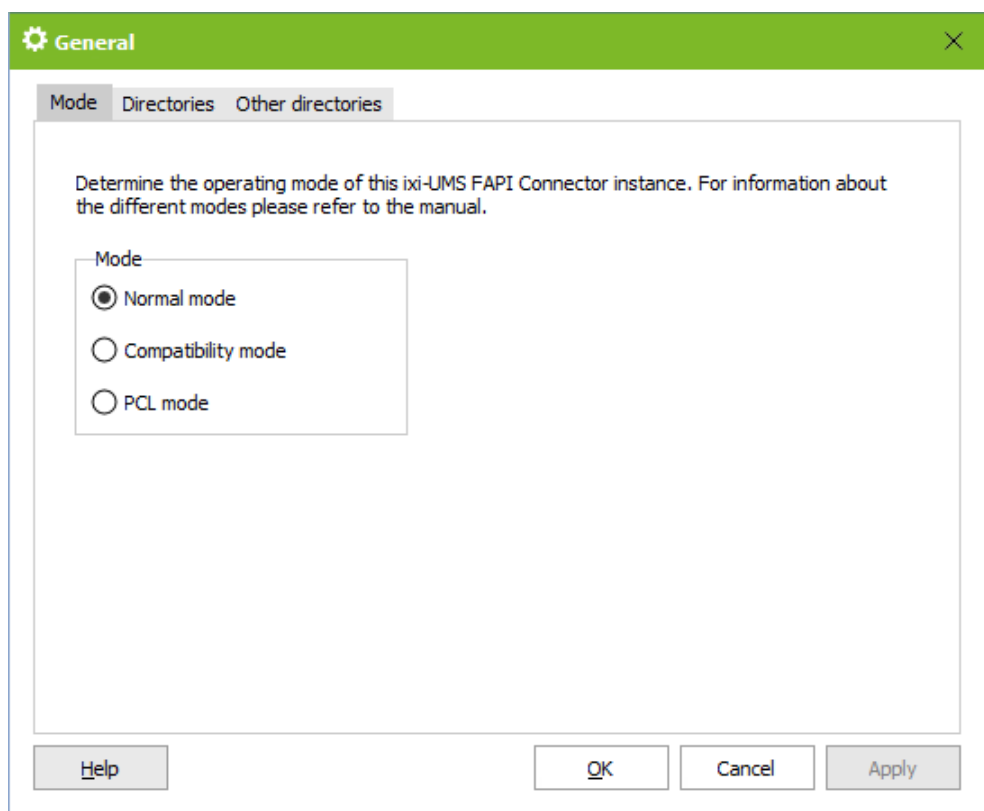 General
Mode Directories Other directories
Determine the operating mode of this ixi-UMS FAPI Connector instance. For information about
the different modes please refer to the manual.
Mode
Normal mode
Compatibility mode
PCL mode
Help OK Cancel Apply